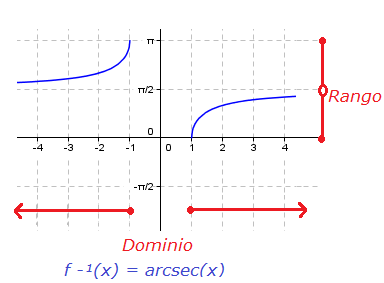 π
π/2
Rango
0
-4 -3 -2 -1 0 1 2 3 4
-π/2
Dominio
f -1(x) = arcsec(x)